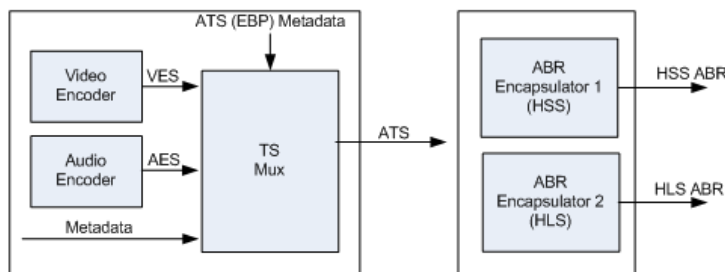 ATS (EBP) Metadata
Video
Encoder
VES
Audio
Encoder
AES
Metadata
TS
Mux
ATS
ABR
Encapsulator 1
(HSS)
HSS ABR
ABR
Encapsulator 2
(HLS)
HLS ABR